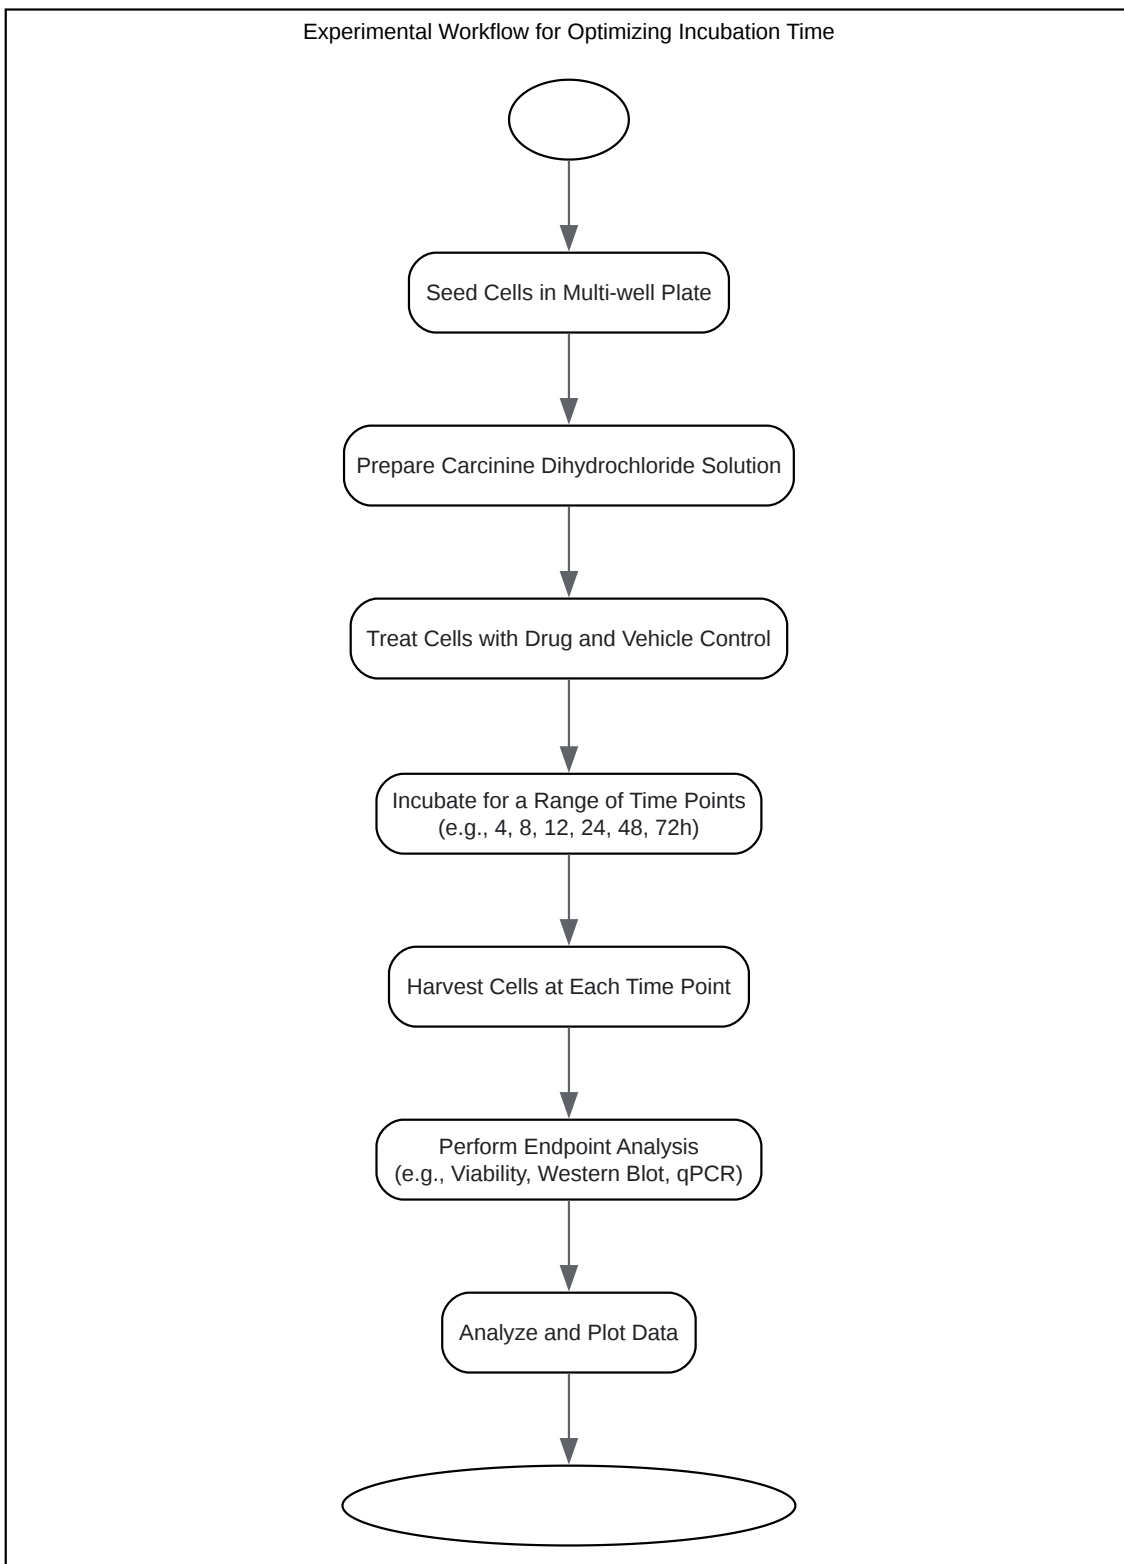 Experimental Workflow for Optimizing Incubation Time
Seed Cells in Multi-well Plate
Prepare Carcinine Dihydrochloride Solution
Treat Cells with Drug and Vehicle Control
Incubate for a Range of Time Points
(e.g., 4, 8, 12, 24, 48, 72h)
Harvest Cells at Each Time Point
Perform Endpoint Analysis
(e.g., Viability, Western Blot, qPCR)
Analyze and Plot Data